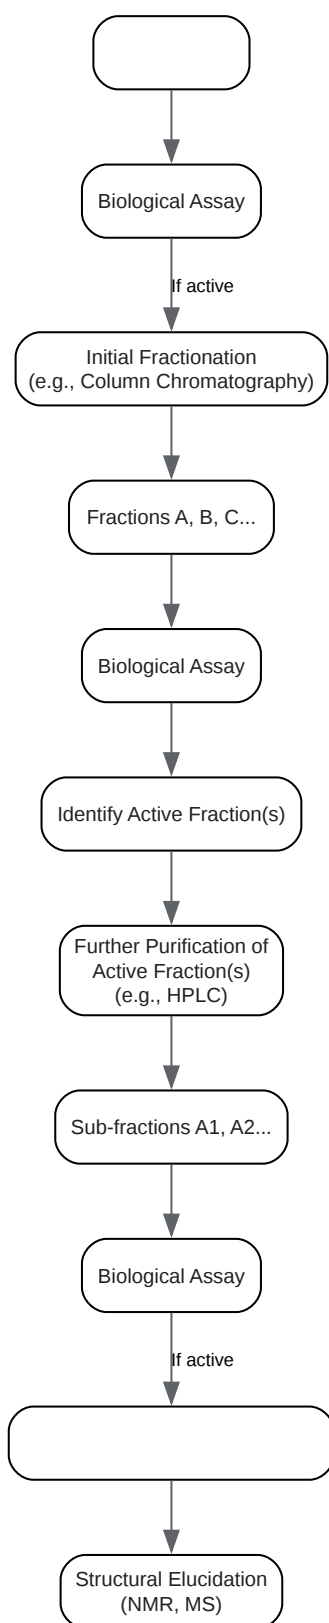 Biological Assay
If active
Initial Fractionation
(e.g., Column Chromatography)
Fractions A, B, C...
Biological Assay
Identify Active Fraction(s)
Further Purification of
Active Fraction(s)
(e.g., HPLC)
Sub-fractions A1, A2...
Biological Assay
If active
Structural Elucidation
(NMR, MS)